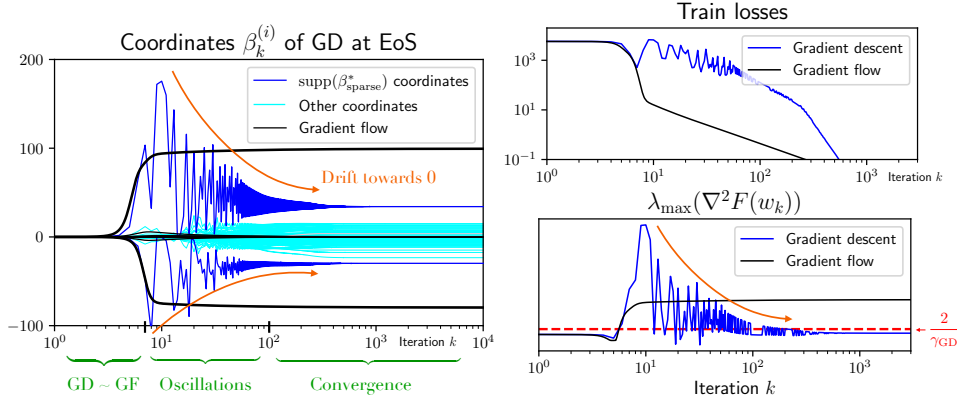 Coordinates β_k^{(i)} of GD at EoS
200
100
0
−100
supp(β*_sparse) coordinates
Other coordinates
Gradient flow
Drift towards 0
Iteration k
10^0
10^1
10^2
10^3
10^4
GD ~ GF
Oscillations
Convergence
Train losses
10^3
10^1
10^{−1}
Gradient descent
Gradient flow
10^0
10^1
10^2
10^3
Iteration k
λ_max(∇²F(w_k))
Gradient descent
Gradient flow
2/γ_GD
10^0
10^1
10^2
10^3
Iteration k